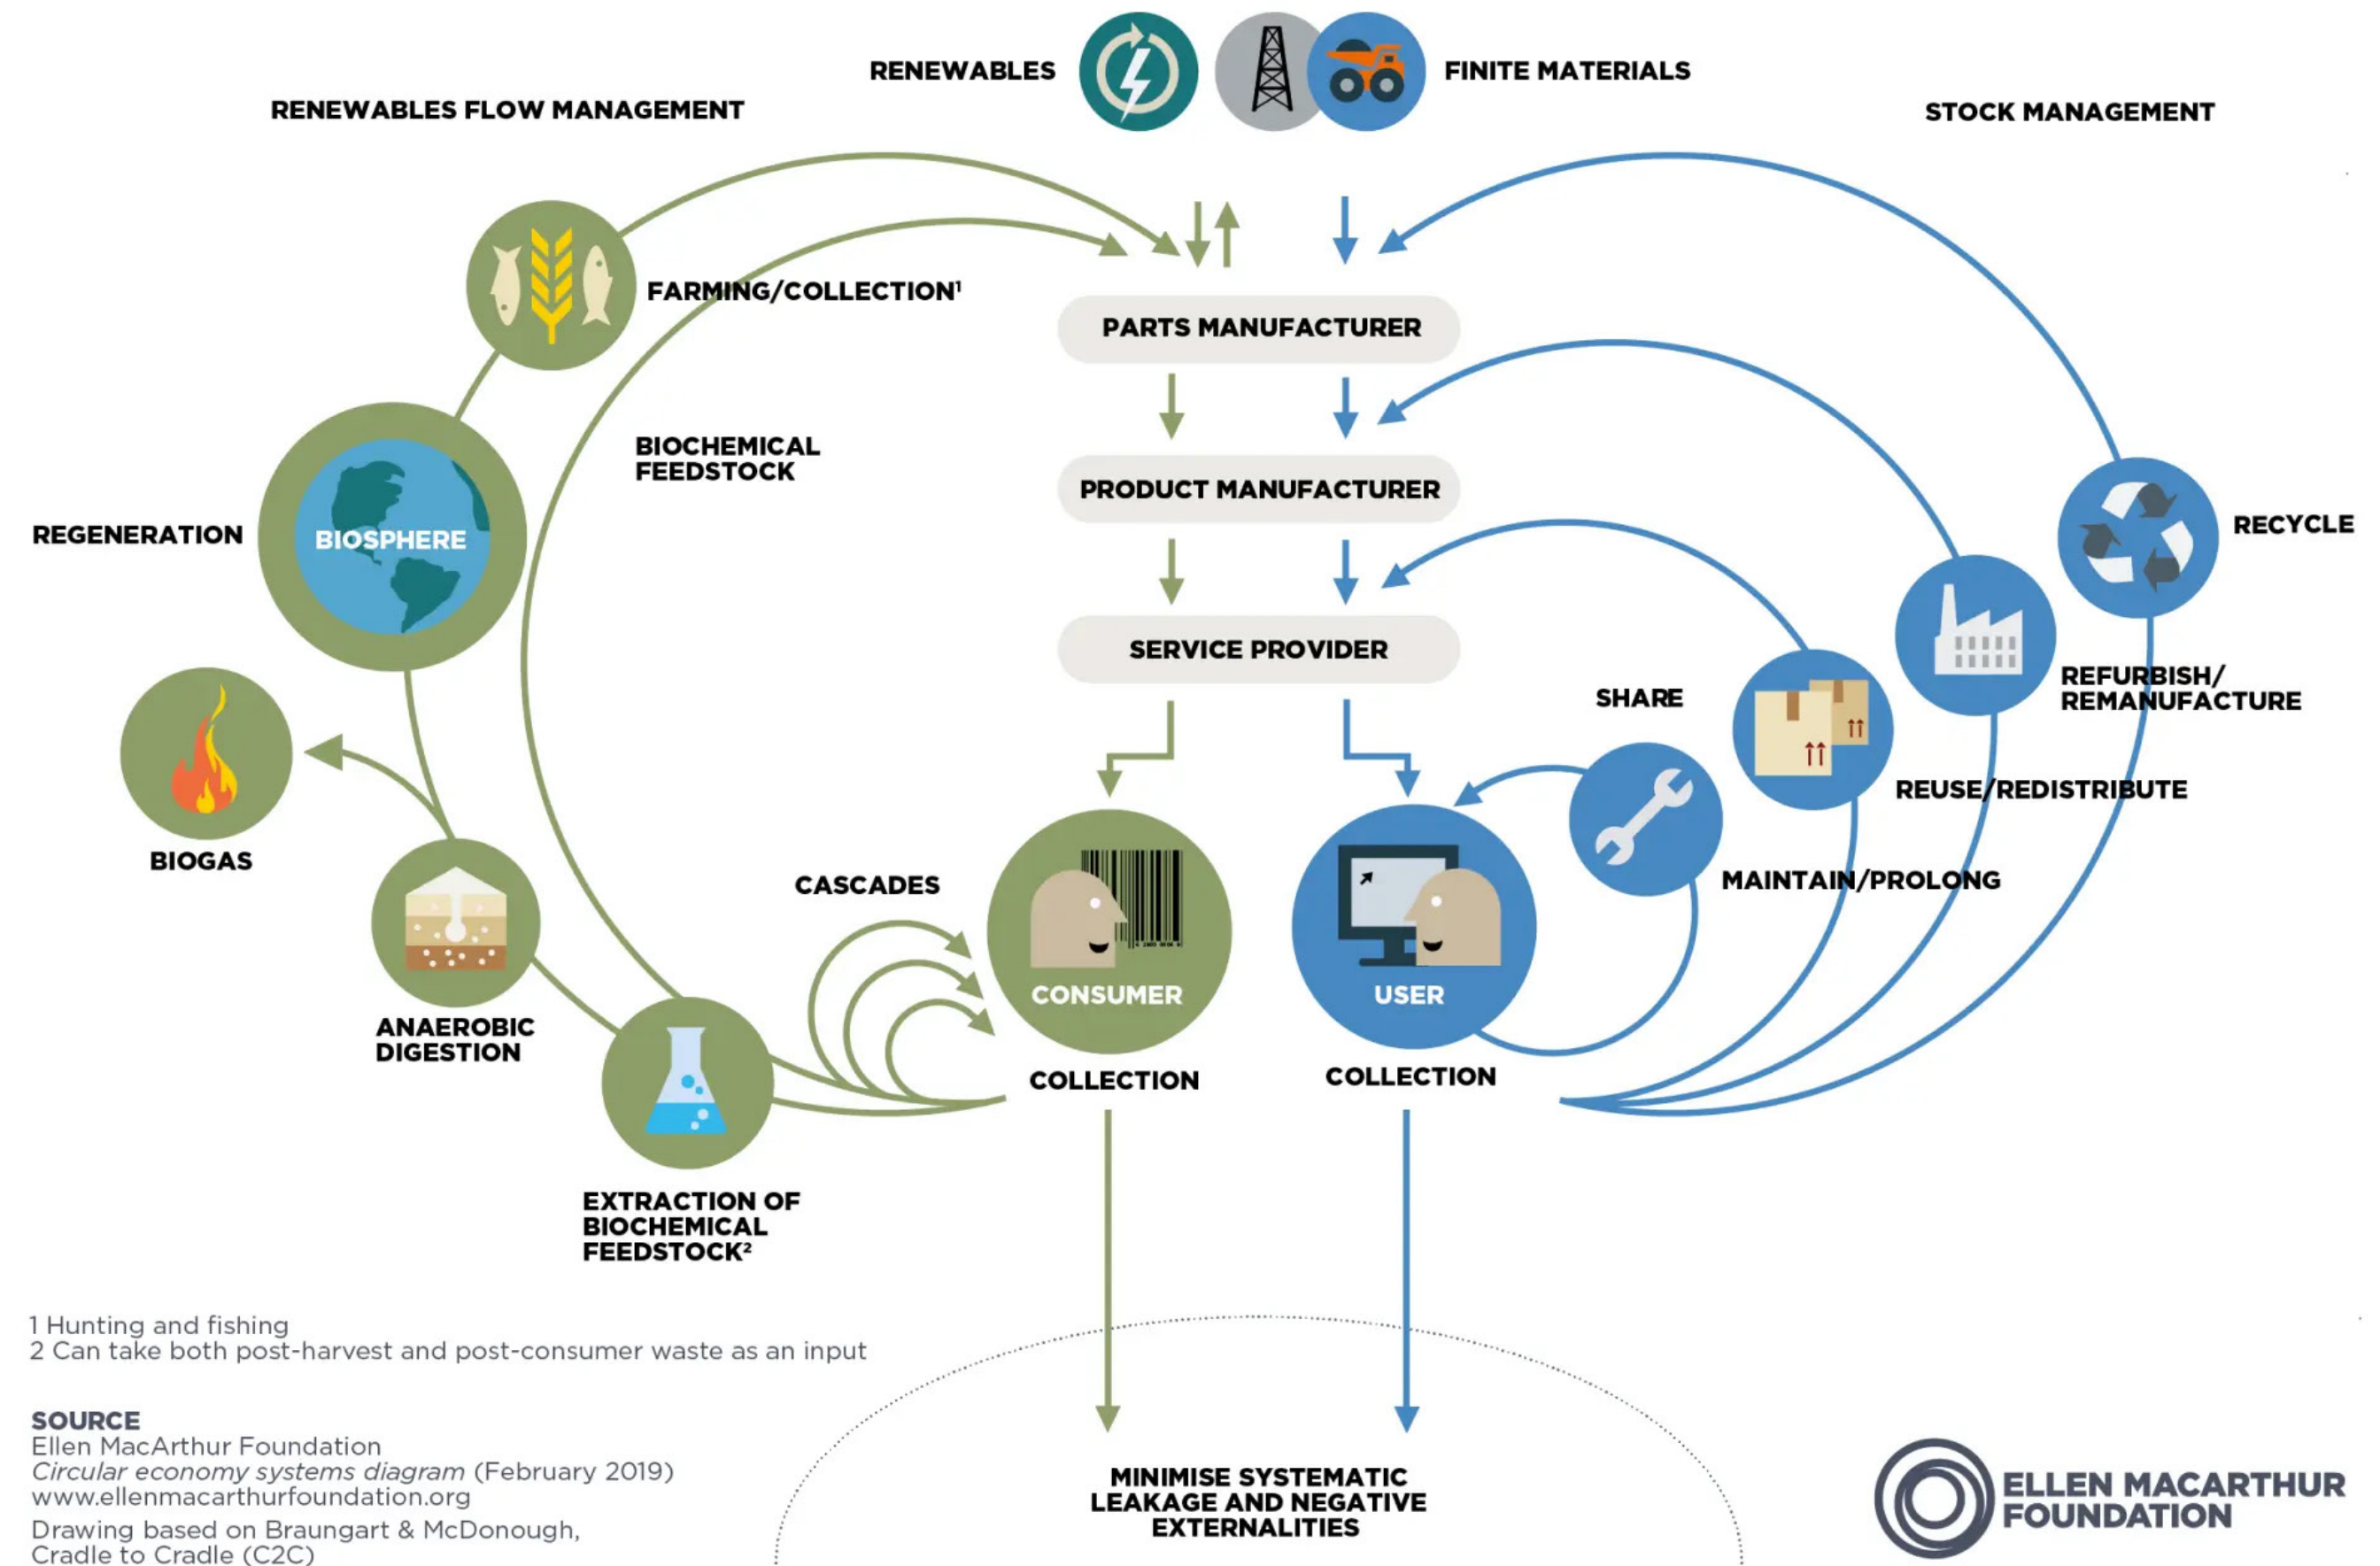 RENEWABLES
FINITE MATERIALS
RENEWABLES FLOW MANAGEMENT
STOCK MANAGEMENT
FARMING/COLLECTION¹
PARTS MANUFACTURER
BIOCHEMICAL
FEEDSTOCK
PRODUCT MANUFACTURER
REGENERATION
BIOSPHERE
RECYCLE
SERVICE PROVIDER
SHARE
REFURBISH/
REMANUFACTURE
REUSE/REDISTRIBUTE
BIOGAS
CASCADES
MAINTAIN/PROLONG
CONSUMER
USER
ANAEROBIC
DIGESTION
COLLECTION
COLLECTION
EXTRACTION OF
BIOCHEMICAL
FEEDSTOCK²
1 Hunting and fishing
2 Can take both post-harvest and post-consumer waste as an input
SOURCE
Ellen MacArthur Foundation
Circular economy systems diagram (February 2019)
www.ellenmacarthurfoundation.org
Drawing based on Braungart & McDonough,
Cradle to Cradle (C2C)
MINIMISE SYSTEMATIC
LEAKAGE AND NEGATIVE
EXTERNALITIES
ELLEN MACARTHUR
FOUNDATION